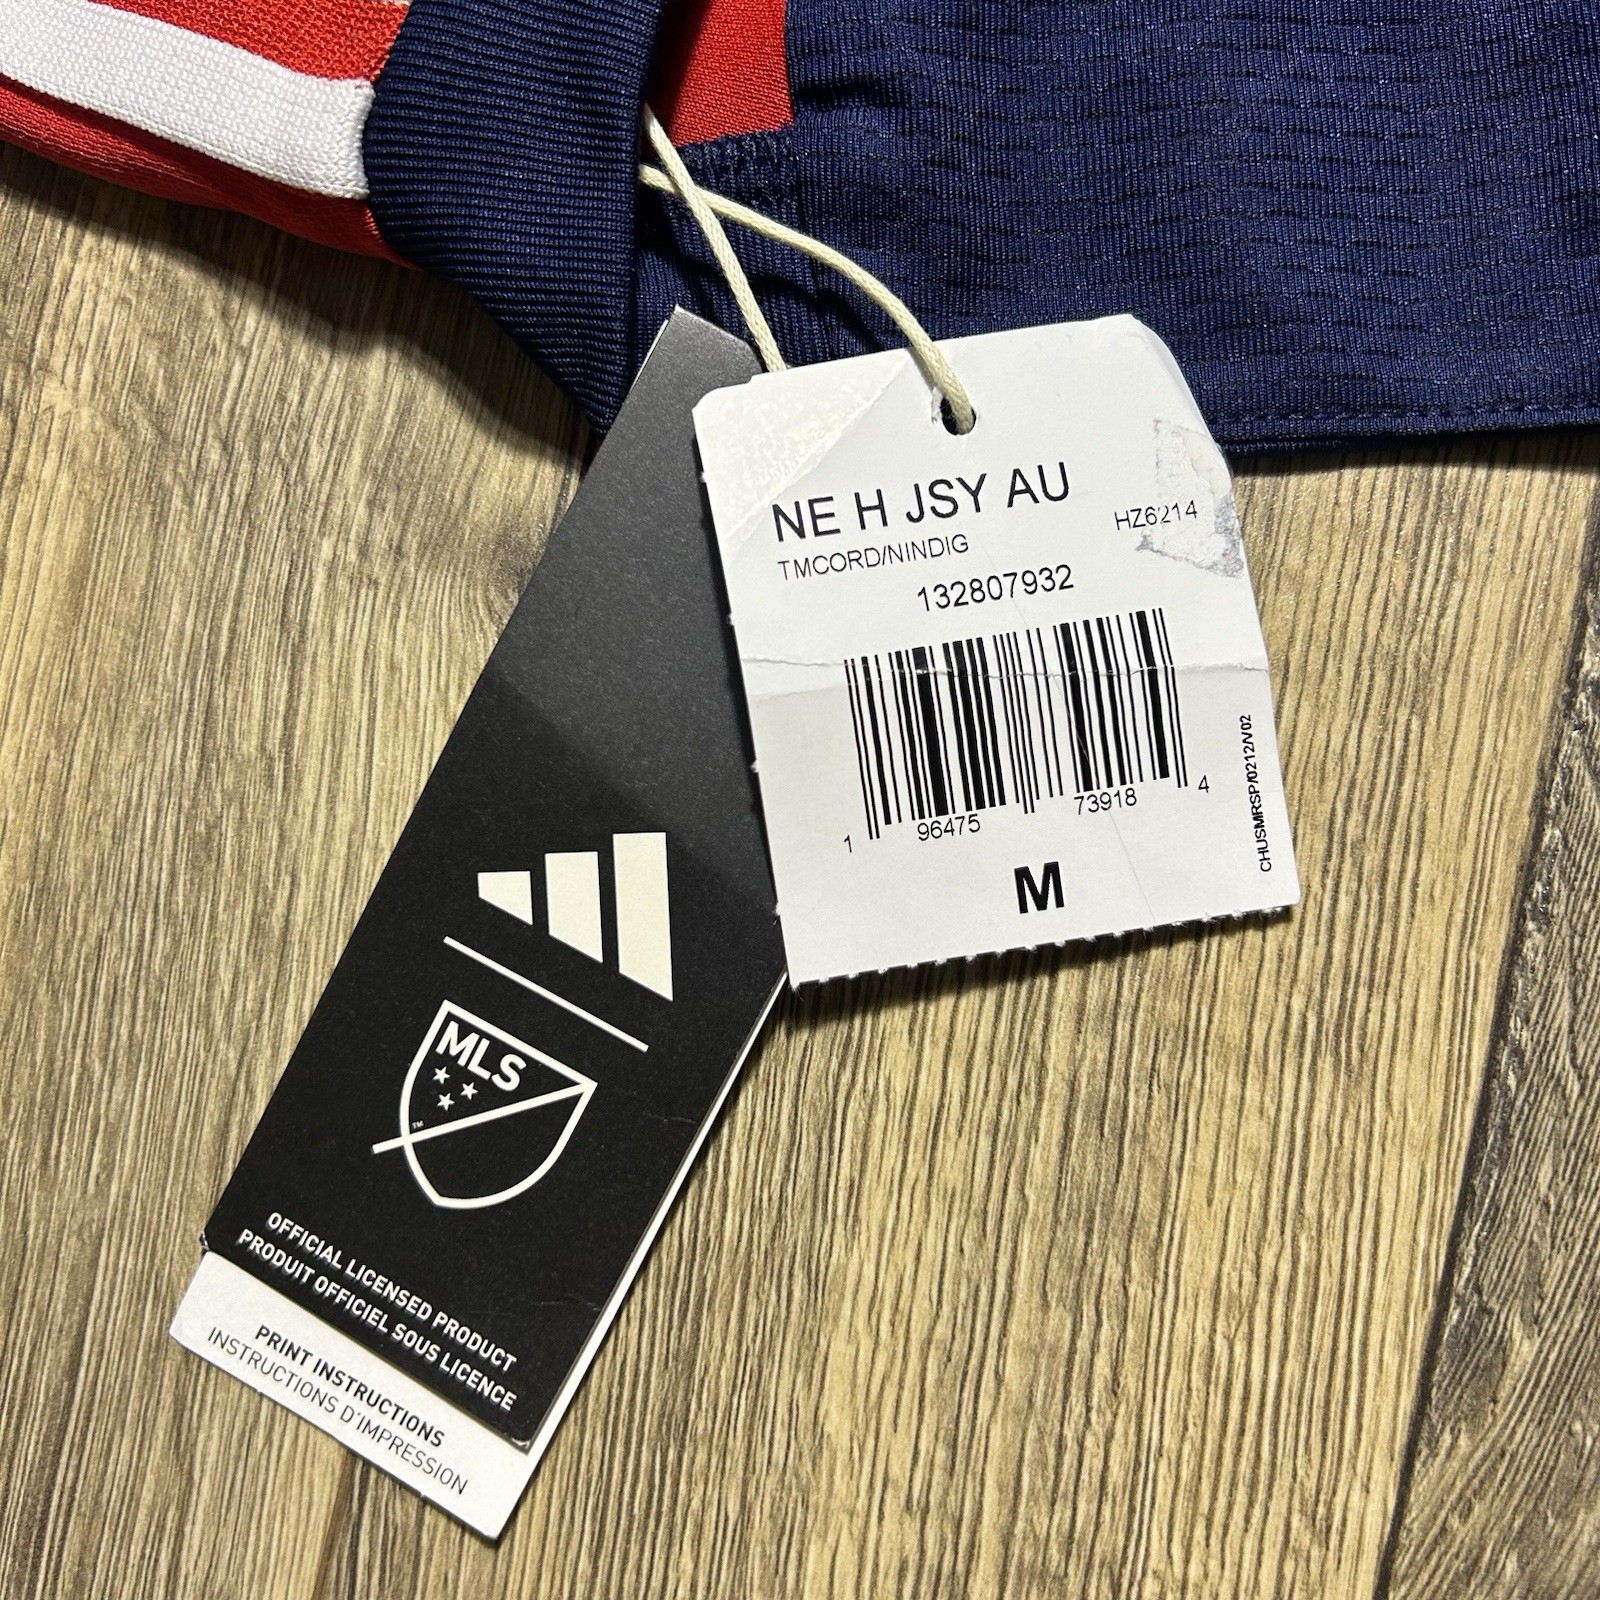 NE H JSY AU
HZ6214
TMCORD/NINDIG
132807932
1 96475 73918 4
M
CHUSMRSP/0212/V02
MLS
TM
OFFICIAL LICENSED PRODUCT
PRODUIT OFFICIEL SOUS LICENCE
PRINT INSTRUCTIONS
INSTRUCTIONS D'IMPRESSION